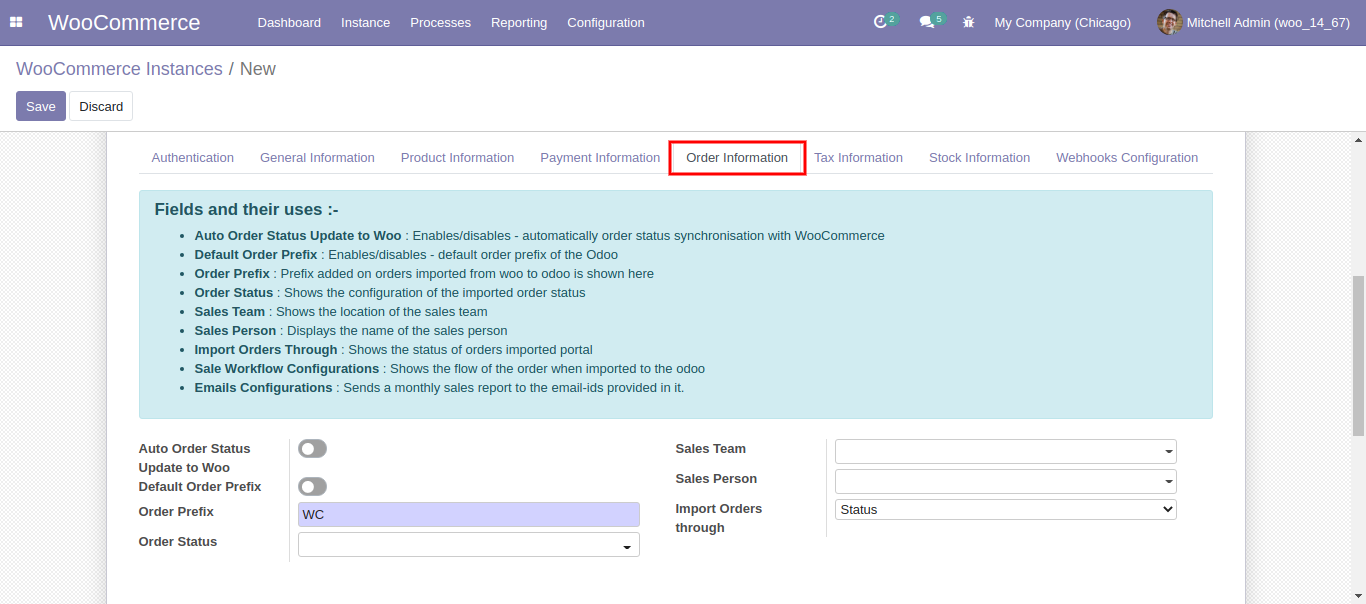 WooCommerce Dashboard Instance Processes Reporting Configuration 2 5 My Company (Chicago) Mitchell Admin (woo_14_67)
WooCommerce Instances / New
Save Discard
Authentication General Information Product Information Payment Information Order Information Tax Information Stock Information Webhooks Configuration
Fields and their uses :-
• Auto Order Status Update to Woo : Enables/disables - automatically order status synchronisation with WooCommerce
• Default Order Prefix : Enables/disables - default order prefix of the Odoo
• Order Prefix : Prefix added on orders imported from woo to odoo is shown here
• Order Status : Shows the configuration of the imported order status
• Sales Team : Shows the location of the sales team
• Sales Person : Displays the name of the sales person
• Import Orders Through : Shows the status of orders imported portal
• Sale Workflow Configurations : Shows the flow of the order when imported to the odoo
• Emails Configurations : Sends a monthly sales report to the email-ids provided in it.
Auto Order Status
Update to Woo
Default Order Prefix
Order Prefix WC
Order Status
Sales Team
Sales Person
Import Orders Status
through